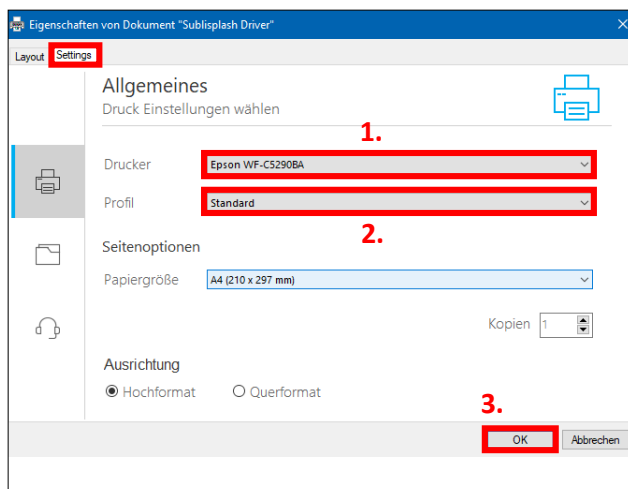 Eigenschaften von Dokument "Sublisplash Driver"
Layout Settings
Allgemeines
Druck Einstellungen wählen
1.
Drucker Epson WF-C5290BA
Profil Standard
2.
Seitenoptionen
Papiergröße A4 (210 x 297 mm)
Kopien 1
Ausrichtung
Hochformat Querformat
3.
OK Abbrechen